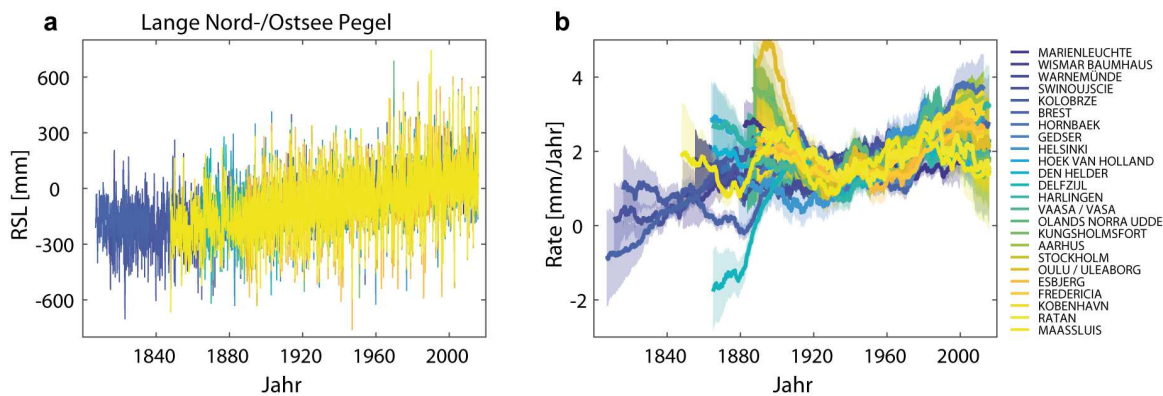 a
Lange Nord-/Ostsee Pegel
RSL [mm]
600
300
0
-300
-600
1840
1880
1920
1960
2000
Jahr
b
Rate [mm/Jahr]
4
2
0
-2
1840
1880
1920
1960
2000
Jahr
MARIENLEUCHTE
WISMAR BAUMHAUS
WARNEMÜNDE
SWINOUJSCIE
KOLOBRZE
BREST
HORNBAEK
GEDSER
HELSINKI
HOEK VAN HOLLAND
DEN HELDER
DELFZIJL
HARLINGEN
VAASA / VASA
OLANDS NORRA UDDE
KUNGSHOLMSFORT
AARHUS
STOCKHOLM
OULU / ULEABORG
ESBJERG
FREDERICIA
KOBENHAVN
RATAN
MAASSLUIS